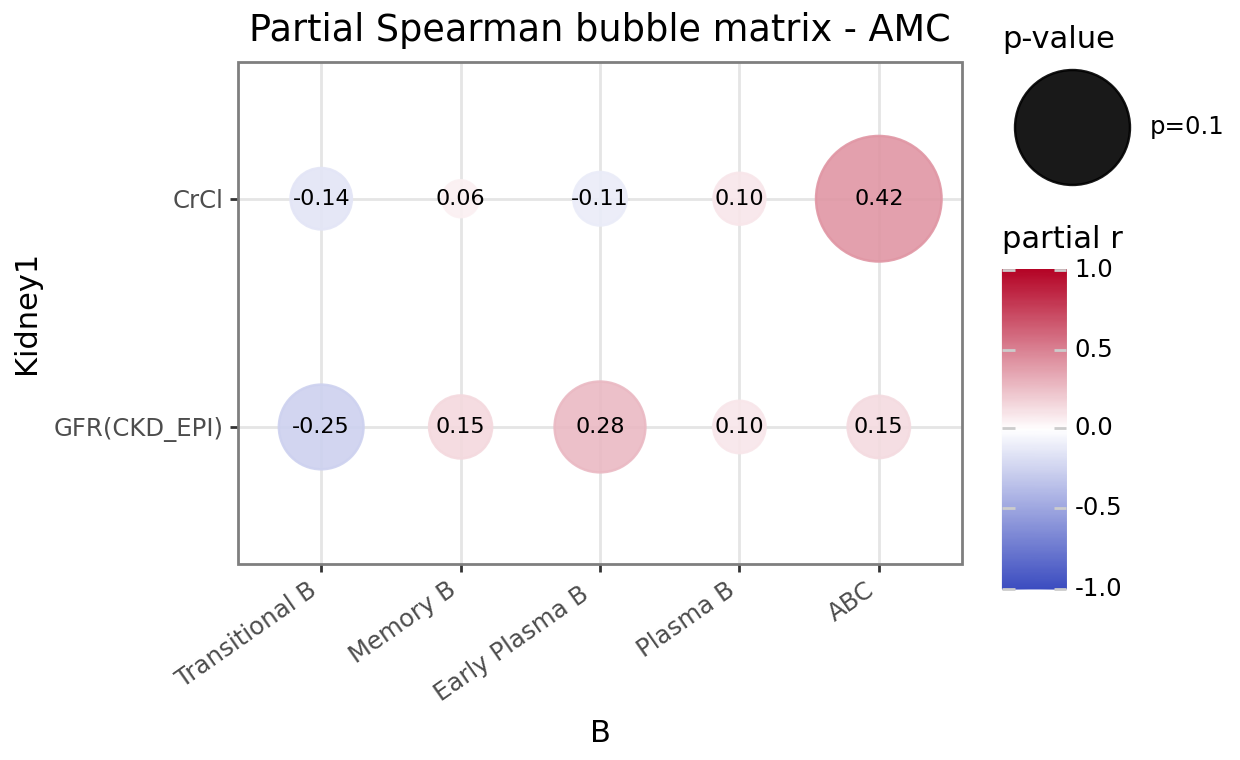 Partial Spearman bubble matrix - AMC
p-value
p=0.1
CrCl
-0.14
0.06
-0.11
0.10
0.42
partial r
1.0
0.5
0.0
-0.5
-1.0
Kidney1
GFR(CKD_EPI)
-0.25
0.15
0.28
0.10
0.15
Transitional B
Memory B
Early Plasma B
Plasma B
ABC
B